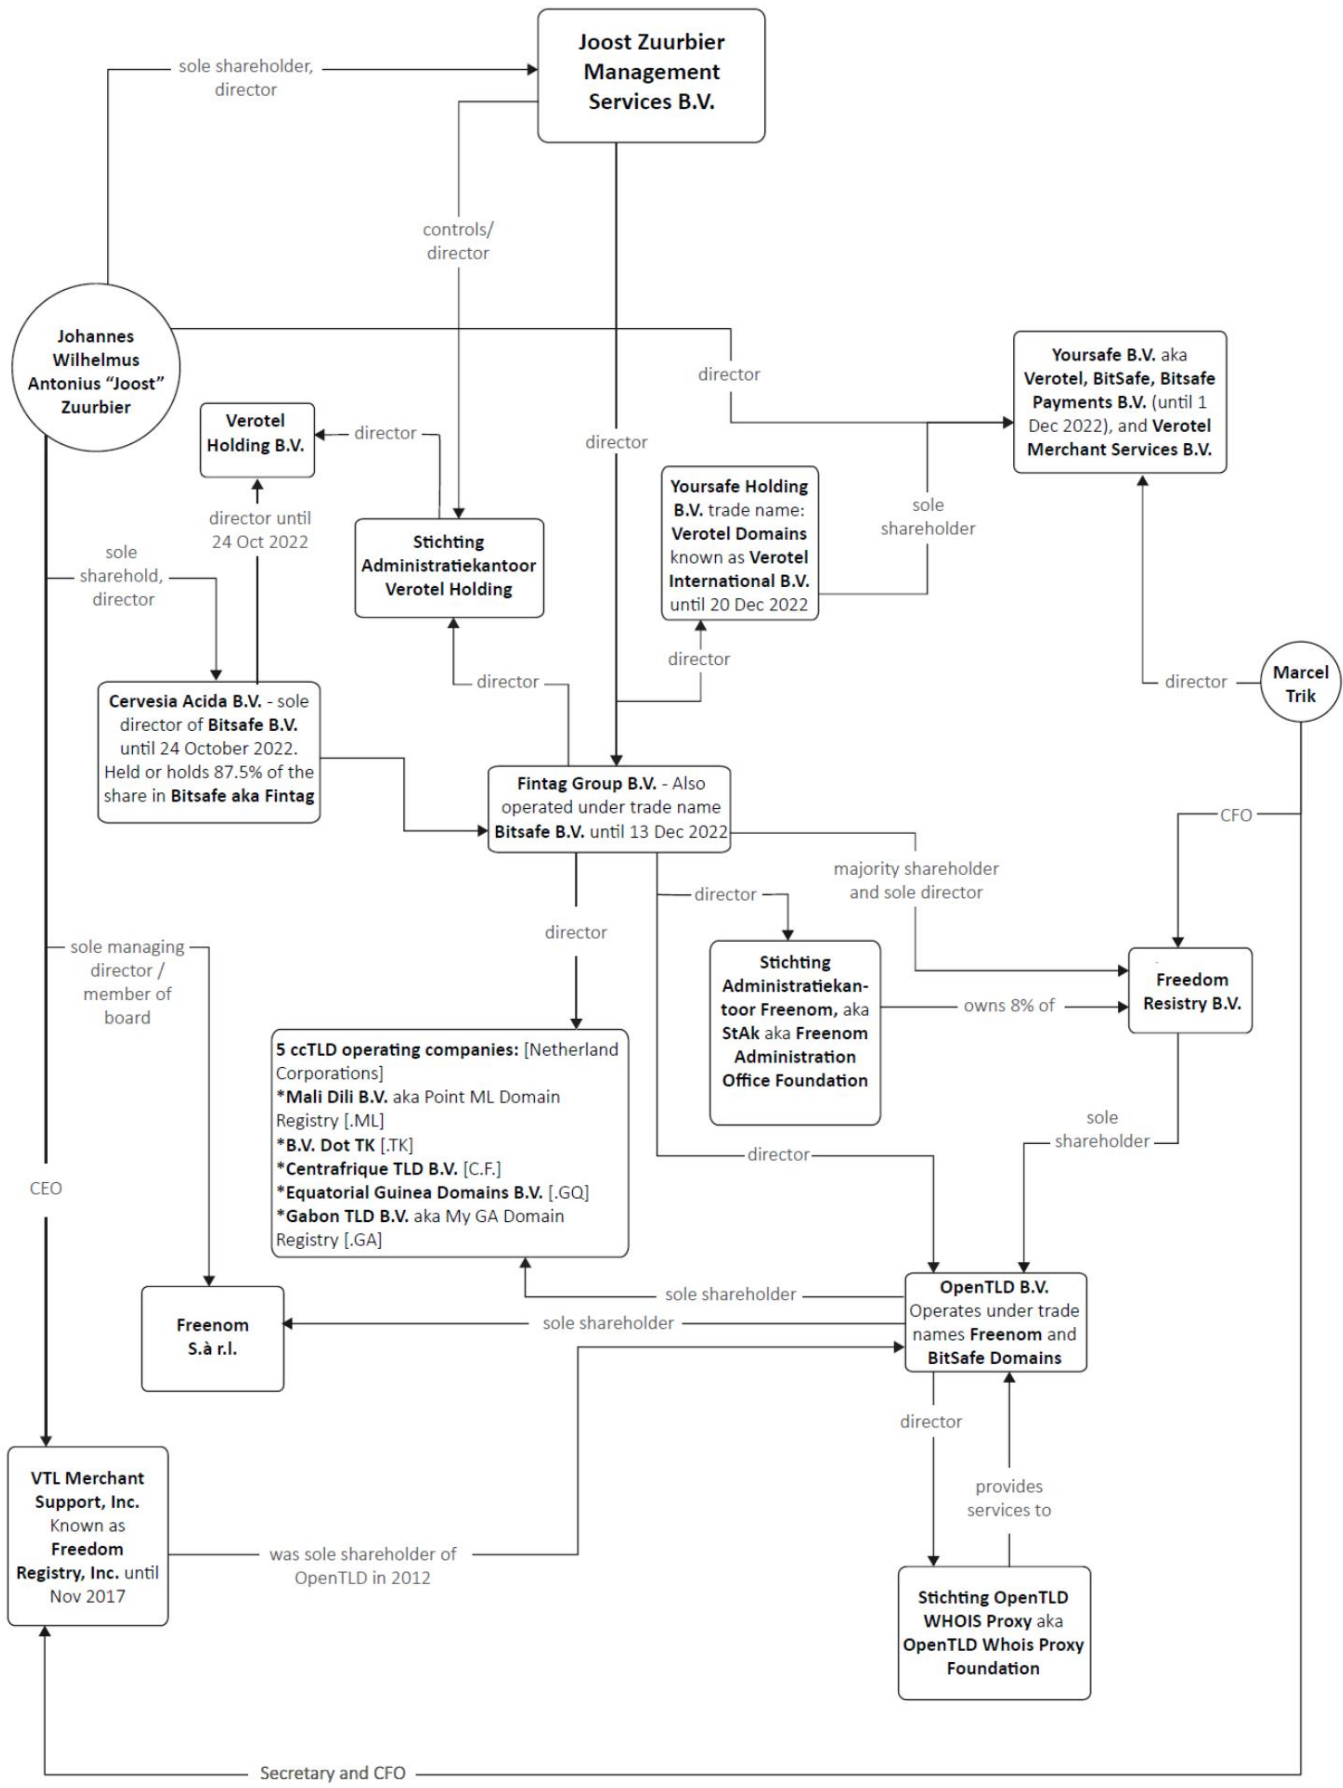 Joost Zuurbier
Management
Services B.V.
sole shareholder,
director
controls/
director
Johannes
Wilhelmus
Antonius “Joost”
Zuurbier
director
Yoursafe B.V. aka
Verotel, BitSafe, Bitsafe
Payments B.V. (until 1
Dec 2022), and Verotel
Merchant Services B.V.
Verotel
Holding B.V.
director
director
Yoursafe Holding
B.V. trade name:
Verotel Domains
known as Verotel
International B.V.
until 20 Dec 2022
sole
shareholder
director until
24 Oct 2022
Stichting
Administratiekantoor
Verotel Holding
sole
sharehold,
director
director
director
director
Marcel
Trik
Cervesia Acida B.V. - sole
director of Bitsafe B.V.
until 24 October 2022.
Held or holds 87.5% of the
share in Bitsafe aka Fintag
Fintag Group B.V. - Also
operated under trade name
Bitsafe B.V. until 13 Dec 2022
CFO
majority shareholder
and sole director
director
director
sole managing
director /
member of
board
Stichting
Administratiekan-
toor Freenom, aka
StAk aka Freenom
Administration
Office Foundation
owns 8% of
Freedom
Resistry B.V.
5 ccTLD operating companies: [Netherland
Corporations]
*Mali Dili B.V. aka Point ML Domain
Registry [.ML]
*B.V. Dot TK [.TK]
*Centrafrique TLD B.V. [C.F.]
*Equatorial Guinea Domains B.V. [.GQ]
*Gabon TLD B.V. aka My GA Domain
Registry [.GA]
sole
shareholder
director
CEO
sole shareholder
sole shareholder
OpenTLD B.V.
Operates under trade
names Freenom and
BitSafe Domains
Freenom
S.à r.l.
director
provides
services to
VTL Merchant
Support, Inc.
Known as
Freedom
Registry, Inc. until
Nov 2017
was sole shareholder of
OpenTLD in 2012
Stichting OpenTLD
WHOIS Proxy aka
OpenTLD Whois Proxy
Foundation
Secretary and CFO